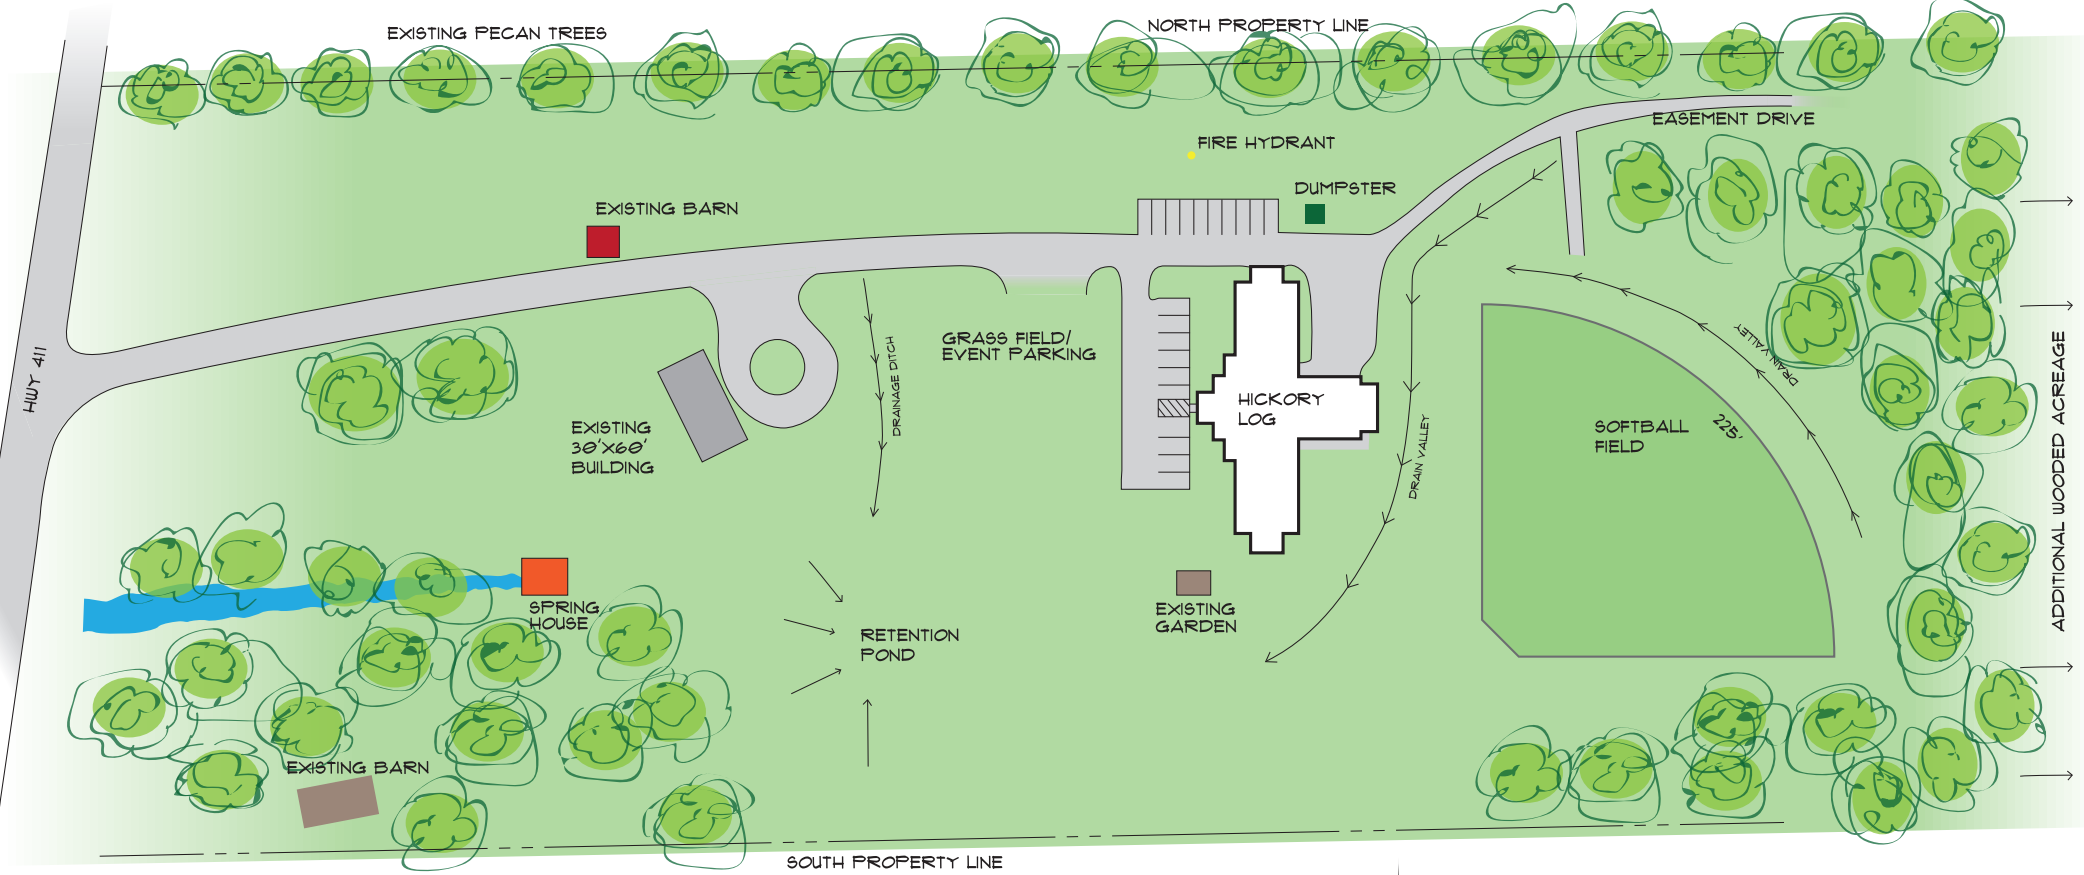 EXISTING PECAN TREES
NORTH PROPERTY LINE
EASEMENT DRIVE
FIRE HYDRANT
DUMPSTER
EXISTING BARN
HWY 411
GRASS FIELD/
EVENT PARKING
DRAINAGE DITCH
DRAIN VALLEY
HICKORY
LOG
DRAIN VALLEY
SOFTBALL
FIELD
225'
ADDITIONAL WOODED ACREAGE
EXISTING
30'X60'
BUILDING
SPRING
HOUSE
RETENTION
POND
EXISTING
GARDEN
EXISTING BARN
SOUTH PROPERTY LINE